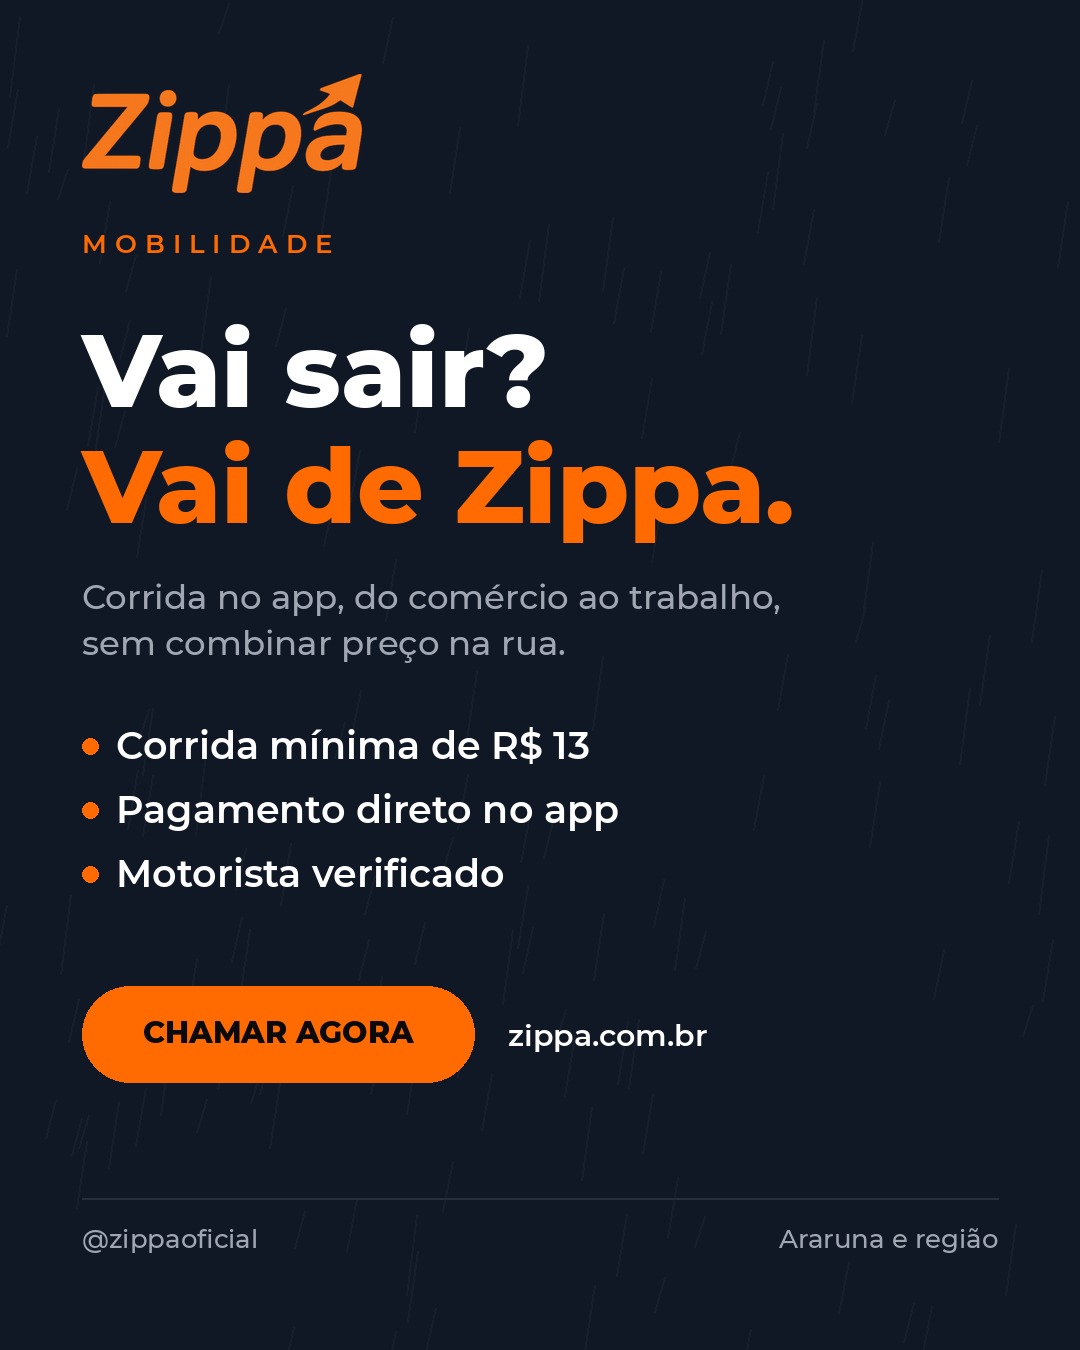 Zippa
MOBILIDADE
Vai sair?
Vai de Zippa.
Corrida no app, do comércio ao trabalho,
sem combinar preço na rua.
Corrida mínima de R$ 13
Pagamento direto no app
Motorista verificado
CHAMAR AGORA
zippa.com.br
@zippaoficial
Araruna e região